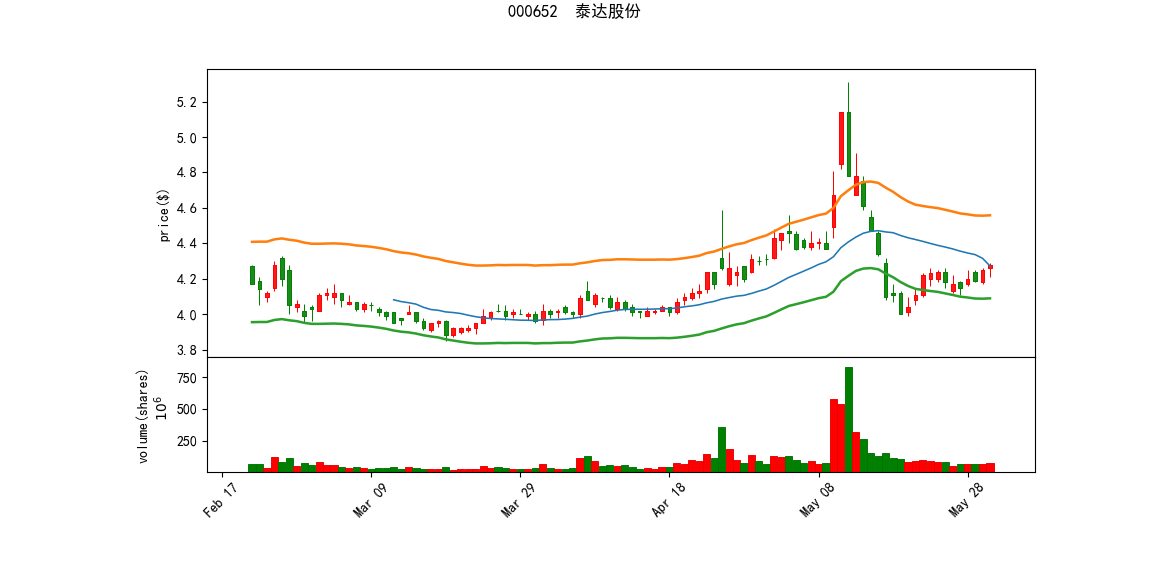 000652 泰达股份
price($)
5.2
5.0
4.8
4.6
4.4
4.2
4.0
3.8
volume(shares)
10^6
750
500
250
Feb 17
Mar 09
Mar 29
Apr 18
May 08
May 28